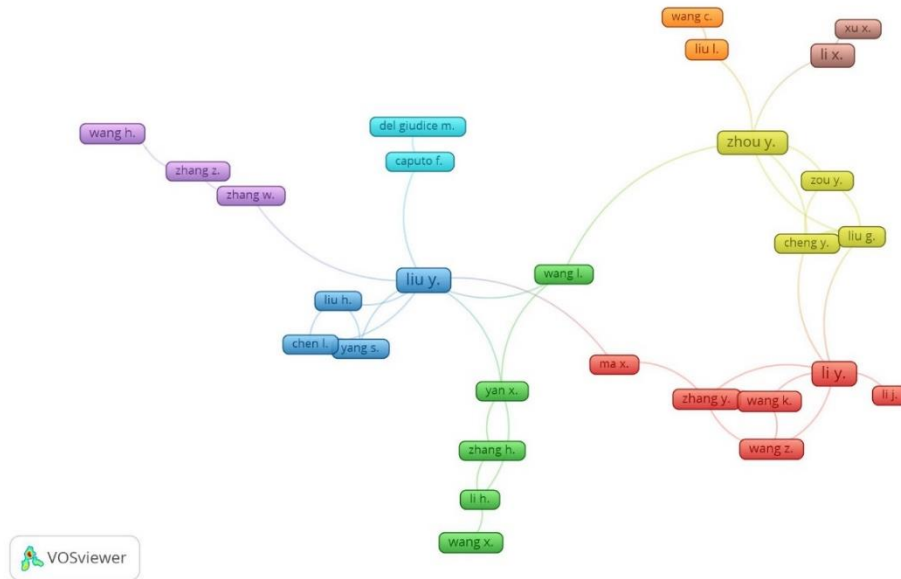 wang c.
xu x.
liu l.
li x.
del giudice m.
wang h.
zhou y.
caputo f.
zhang z.
zou y.
zhang w.
liu g.
cheng y.
wang l.
liu y.
liu h.
chen l.
yang s.
ma x.
li y.
yan x.
zhang y.
wang k.
li j.
zhang h.
wang z.
li h.
wang x.
VOSviewer